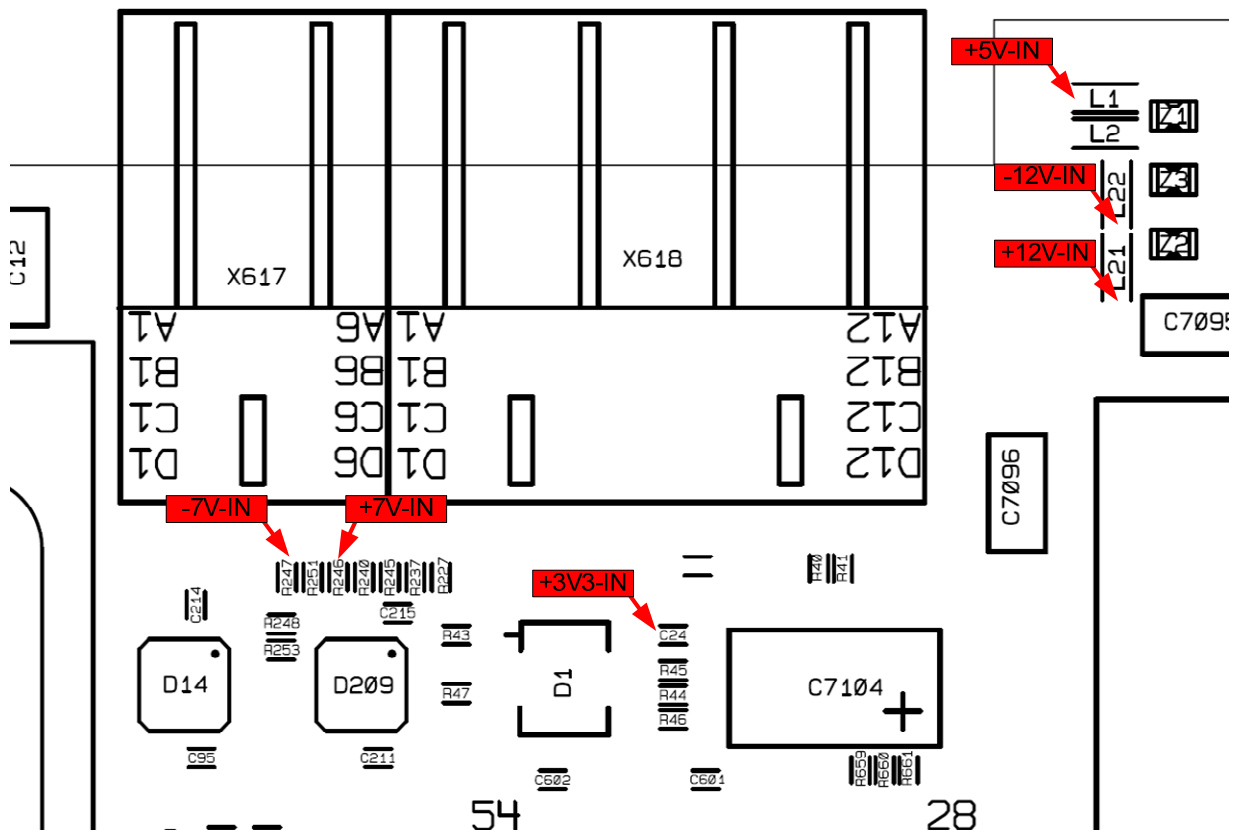 +5V-IN
L1
Z1
L2
-12V-IN
L22
Z3
C12
X617
X618
+12V-IN
L21
Z2
A1
A6
A1
A12
C7095
B1
B6
B1
B12
C1
C6
C1
C12
D1
D6
D1
D12
C7096
-7V-IN
+7V-IN
R247
R251
R246
R240
R245
R237
R227
R40
R41
+3V3-IN
C214
R248
C215
R43
C24
R253
R45
D14
D209
R47
D1
R44
C7104
R46
C95
C211
C602
C601
R659
R660
R661
54
28